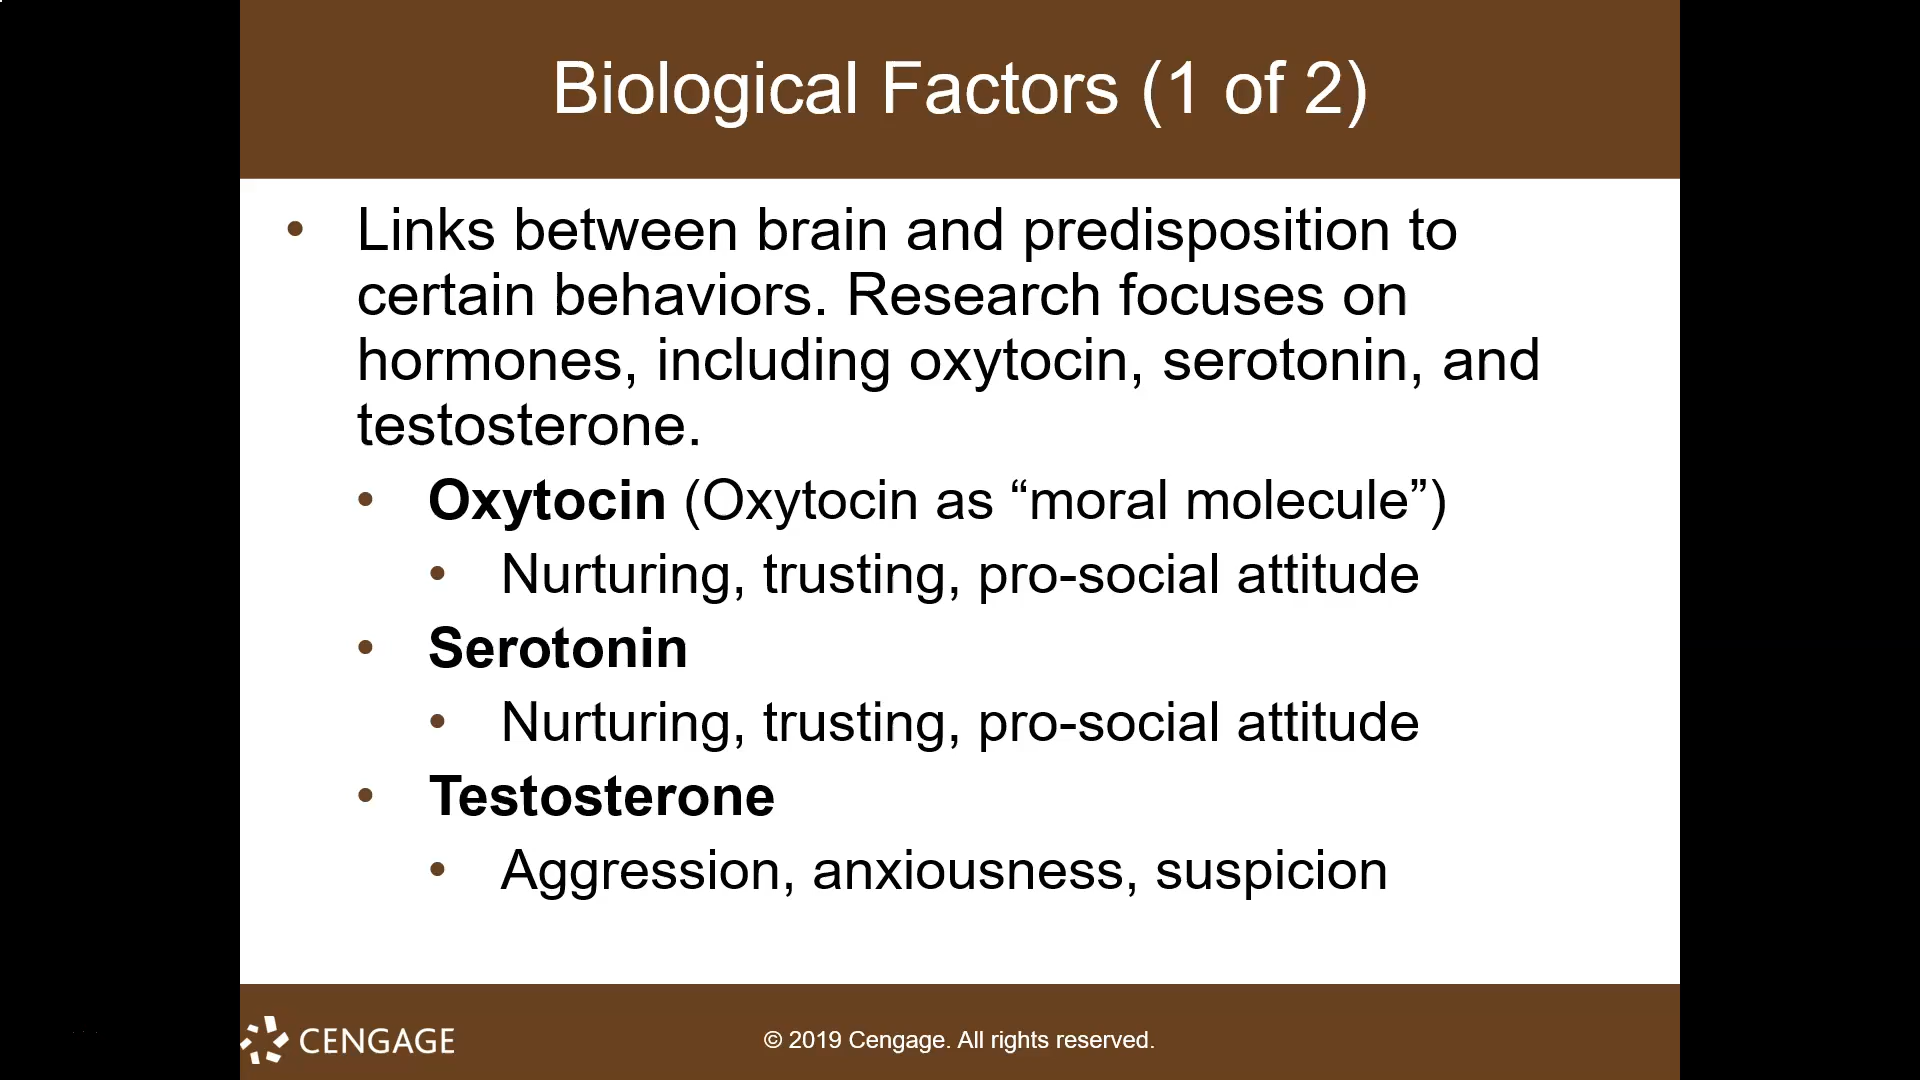 Biological Factors (1 of 2)
• Links between brain and predisposition to
certain behaviors. Research focuses on
hormones, including oxytocin, serotonin, and
testosterone.
• Oxytocin (Oxytocin as “moral molecule”)
• Nurturing, trusting, pro-social attitude
• Serotonin
• Nurturing, trusting, pro-social attitude
• Testosterone
• Aggression, anxiousness, suspicion
CENGAGE
© 2019 Cengage. All rights reserved.